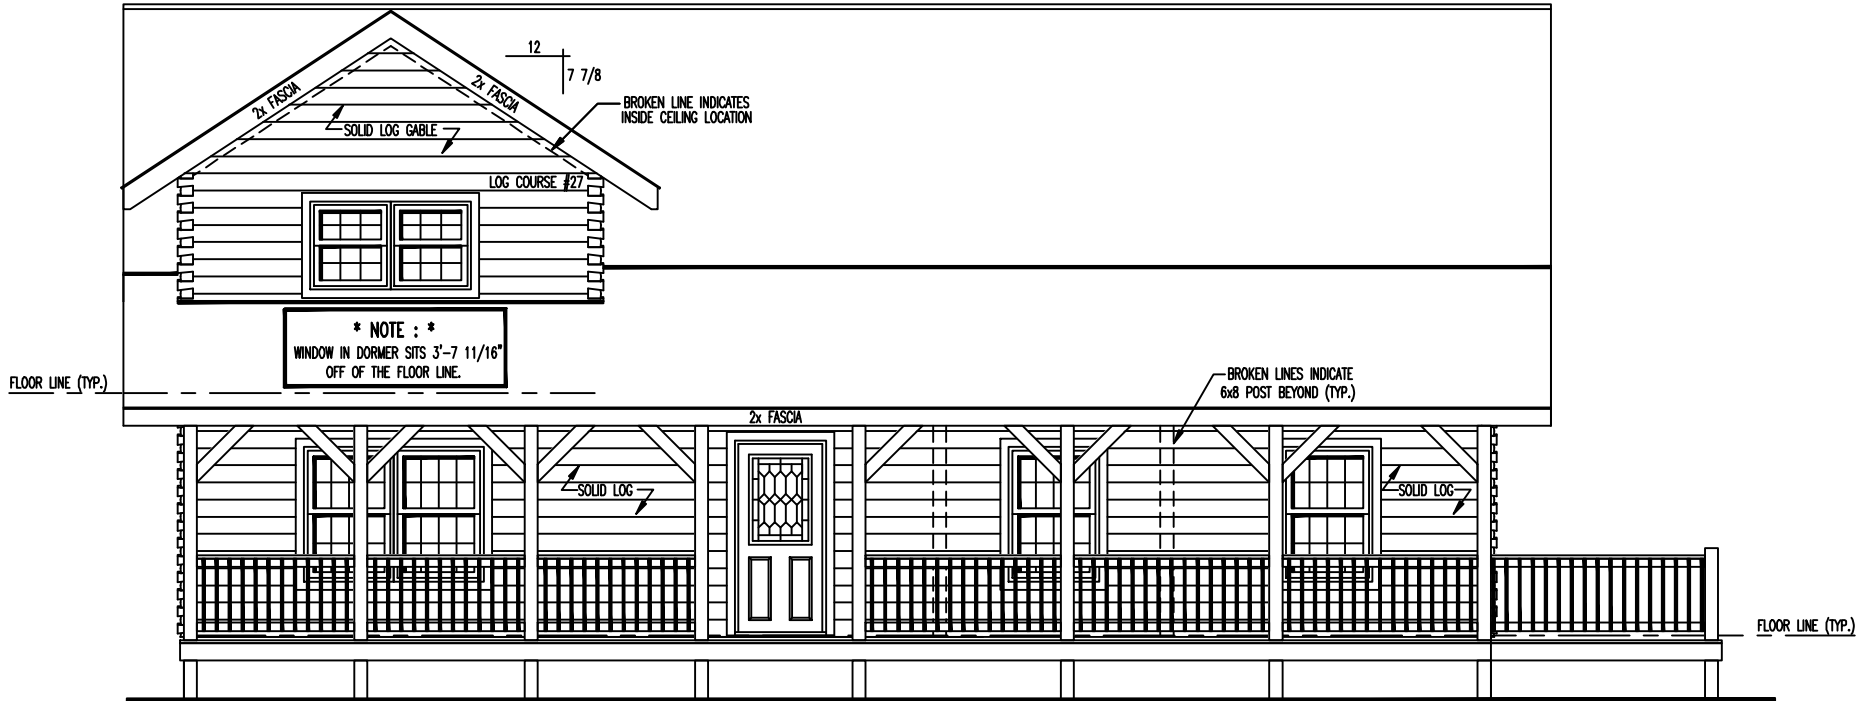 12
7 7/8
2x FASCIA
2x FASCIA
BROKEN LINE INDICATES
INSIDE CEILING LOCATION
SOLID LOG GABLE
LOG COURSE #27
* NOTE : *
WINDOW IN DORMER SITS 3'-7 11/16"
OFF OF THE FLOOR LINE.
FLOOR LINE (TYP.)
BROKEN LINES INDICATE
6x8 POST BEYOND (TYP.)
2x FASCIA
SOLID LOG
SOLID LOG
FLOOR LINE (TYP.)